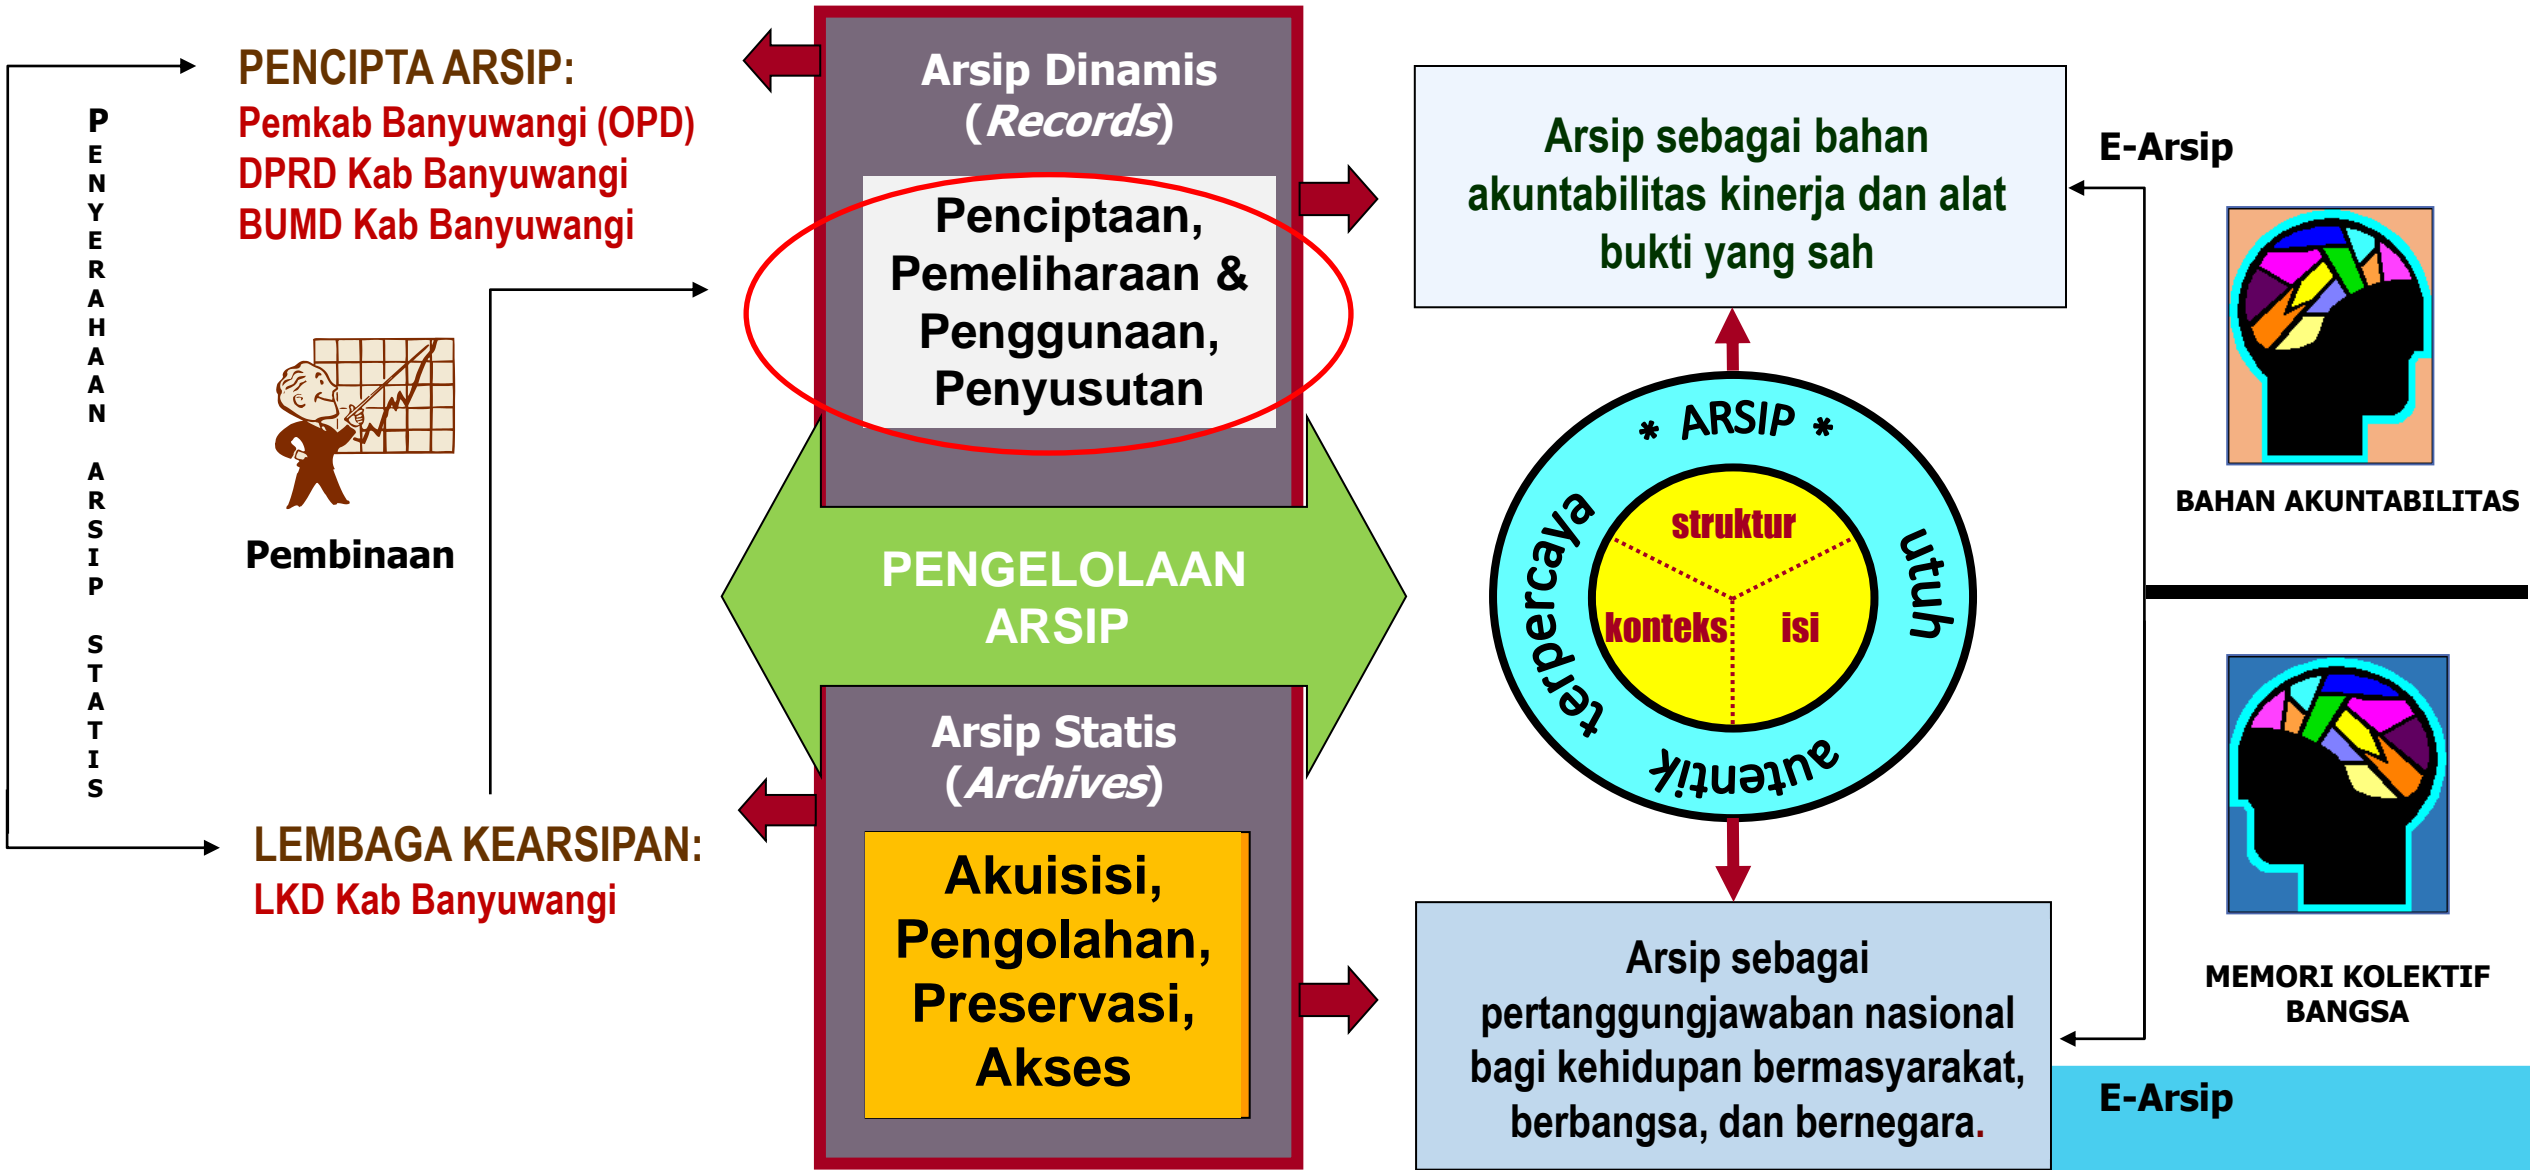 PENCIPTA ARSIP:
Pemkab Banyuwangi (OPD)
DPRD Kab Banyuwangi
BUMD Kab Banyuwangi
PENYERAHAN ARSIP STATIS
Pembinaan
LEMBAGA KEARSIPAN:
LKD Kab Banyuwangi
Arsip Dinamis
(Records)
Penciptaan,
Pemeliharaan &
Penggunaan,
Penyusutan
PENGELOLAAN
ARSIP
Arsip Statis
(Archives)
Akuisisi,
Pengolahan,
Preservasi,
Akses
Arsip sebagai bahan
akuntabilitas kinerja dan alat
bukti yang sah
* ARSIP *
utuh
autentik
terpercaya
struktur
konteks
isi
Arsip sebagai
pertanggungjawaban nasional
bagi kehidupan bermasyarakat,
berbangsa, dan bernegara.
E-Arsip
BAHAN AKUNTABILITAS
MEMORI KOLEKTIF
BANGSA
E-Arsip